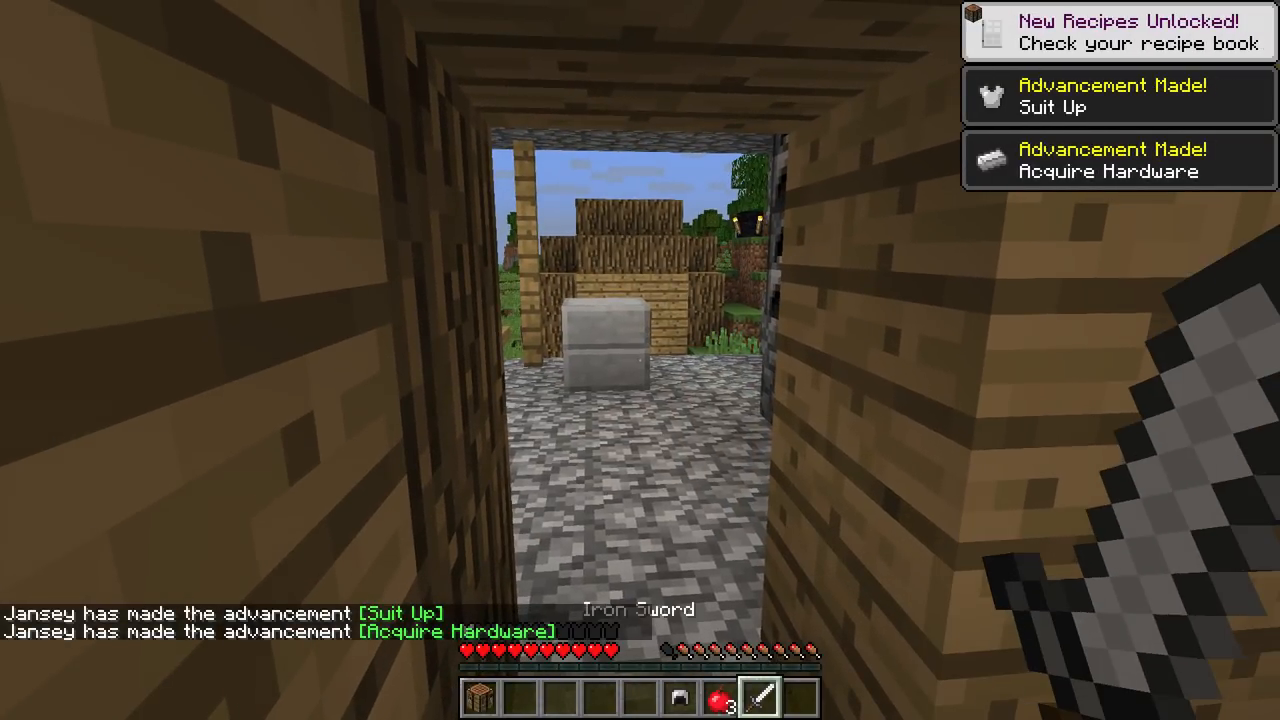 New Recipes Unlocked!
Check your recipe book
Advancement Made!
Suit Up
Advancement Made!
Acquire Hardware
Iron Sword
Jansey has made the advancement [Suit Up]
Jansey has made the advancement [Acquire Hardware]
3